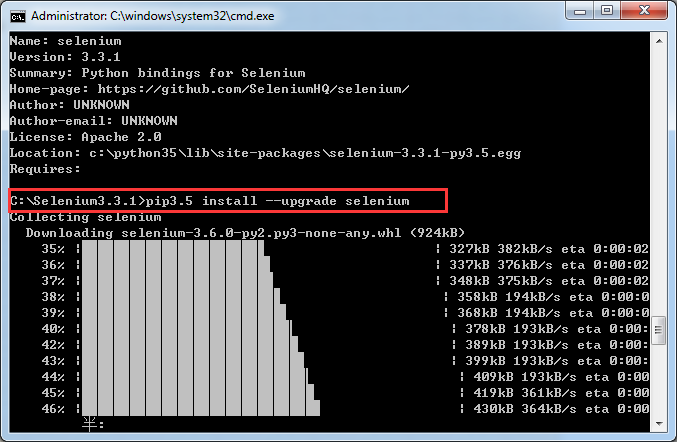 Administrator: C:\windows\system32\cmd.exe
Name: selenium
Version: 3.3.1
Summary: Python bindings for Selenium
Home-page: https://github.com/SeleniumHQ/selenium/
Author: UNKNOWN
Author-email: UNKNOWN
License: Apache 2.0
Location: c:\python35\lib\site-packages\selenium-3.3.1-py3.5.egg
Requires:
C:\Selenium3.3.1>pip3.5 install --upgrade selenium
Collecting selenium
Downloading selenium-3.6.0-py2.py3-none-any.whl (924kB)
35% | | 327kB 382kB/s eta 0:00:02
36% | | 337kB 376kB/s eta 0:00:02
37% | | 348kB 375kB/s eta 0:00:02
38% | | 358kB 194kB/s eta 0:00:0
39% | | 368kB 194kB/s eta 0:00:0
40% | | 378kB 193kB/s eta 0:00:
42% | | 389kB 193kB/s eta 0:00:
43% | | 399kB 193kB/s eta 0:00:
44% | | 409kB 193kB/s eta 0:00
45% | | 419kB 361kB/s eta 0:00
46% | | 430kB 364kB/s eta 0:00
半: